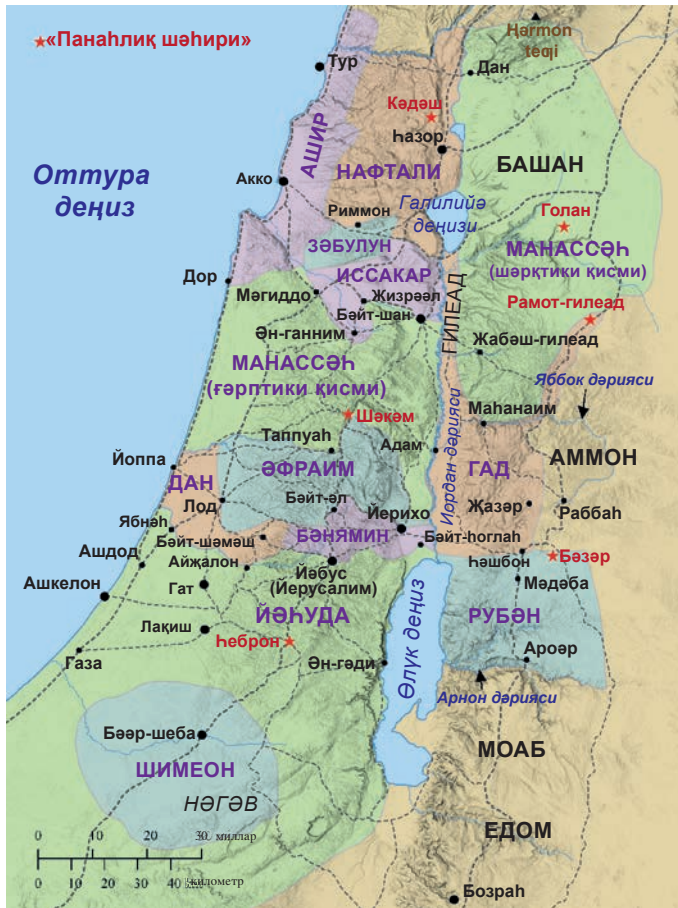 «Панаһлиқ шәһири»
Ⱨərmon
teƣi
Тур
Дан
Кәдәш
Һазор
АШИР
НАФТАЛИ
БАШАН
Оттура
деңиз
Акко
Риммон
Галилийә
деңизи
Голан
ЗӘБУЛУН
МАНАССӘҺ
(шәрқтики қисми)
ИССАКАР
Дор
Мәгиддо
Жизрәәл
Бәйт-шан
ГИЛЕАД
Рамот-гилеад
Ән-ганним
Жабәш-гилеад
МАНАССӘҺ
(ғәрптики қисми)
Яббок дәрияси
Шәкәм
Маһанаим
Таппуаһ
Адам
Иордан дәрияси
Йоппа
ӘФРАИМ
ГАД
АММОН
ДАН
Лод
Бәйт-әл
Җазәр
Раббаһ
Ябнәһ
Йерихо
БӘНЯМИН
Бәйт-шәмәш
Бәйт-һоглаһ
Ашдод
Айҗалон
Йәбус
(Йерусалим)
Һәшбон
Бәзәр
Ашкелон
Гат
Мәдәба
ЙӘҺУДА
РУБӘН
Лақиш
Һеброн
Өлүк деңиз
Газа
Ән-гәди
Ароәр
Арнон дәрияси
Бәәр-шеба
МОАБ
ШИМЕОН
НӘГӘВ
ЕДОМ
0 10 20 30 миллар
0 10 20 30 40 километр
Бозраһ